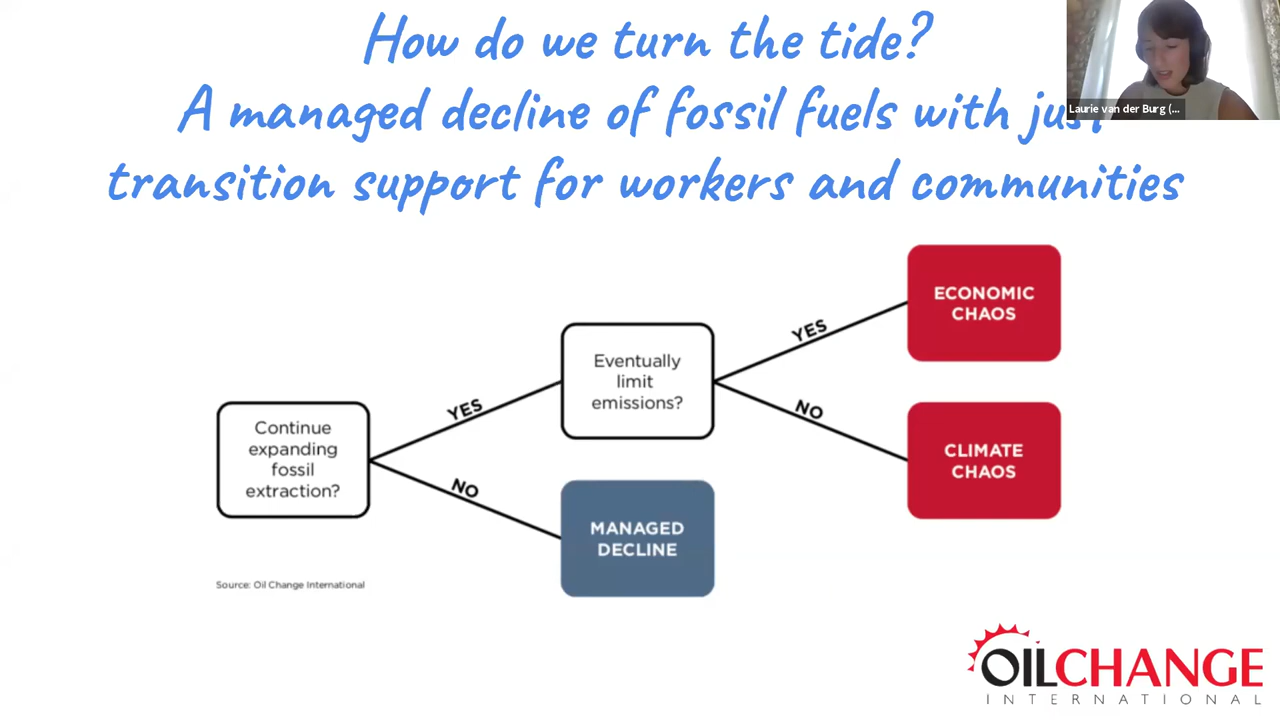 How do we turn the tide?
A managed decline of fossil fuels with just
transition support for workers and communities
Laurie van der Burg (...
ECONOMIC
CHAOS
YES
Eventually
limit
emissions?
NO
YES
Continue
expanding
fossil
extraction?
CLIMATE
CHAOS
NO
MANAGED
DECLINE
Source: Oil Change International
OILCHANGE
INTERNATIONAL